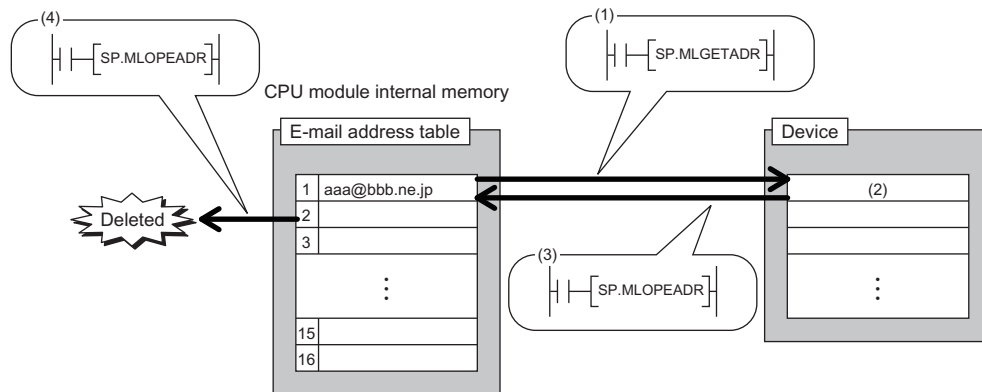 (4)
SP.MLOPEADR
(1)
SP.MLGETADR
CPU module internal memory
E-mail address table
Device
1 aaa@bbb.ne.jp
(2)
Deleted
2
3
(3)
SP.MLOPEADR
15
16